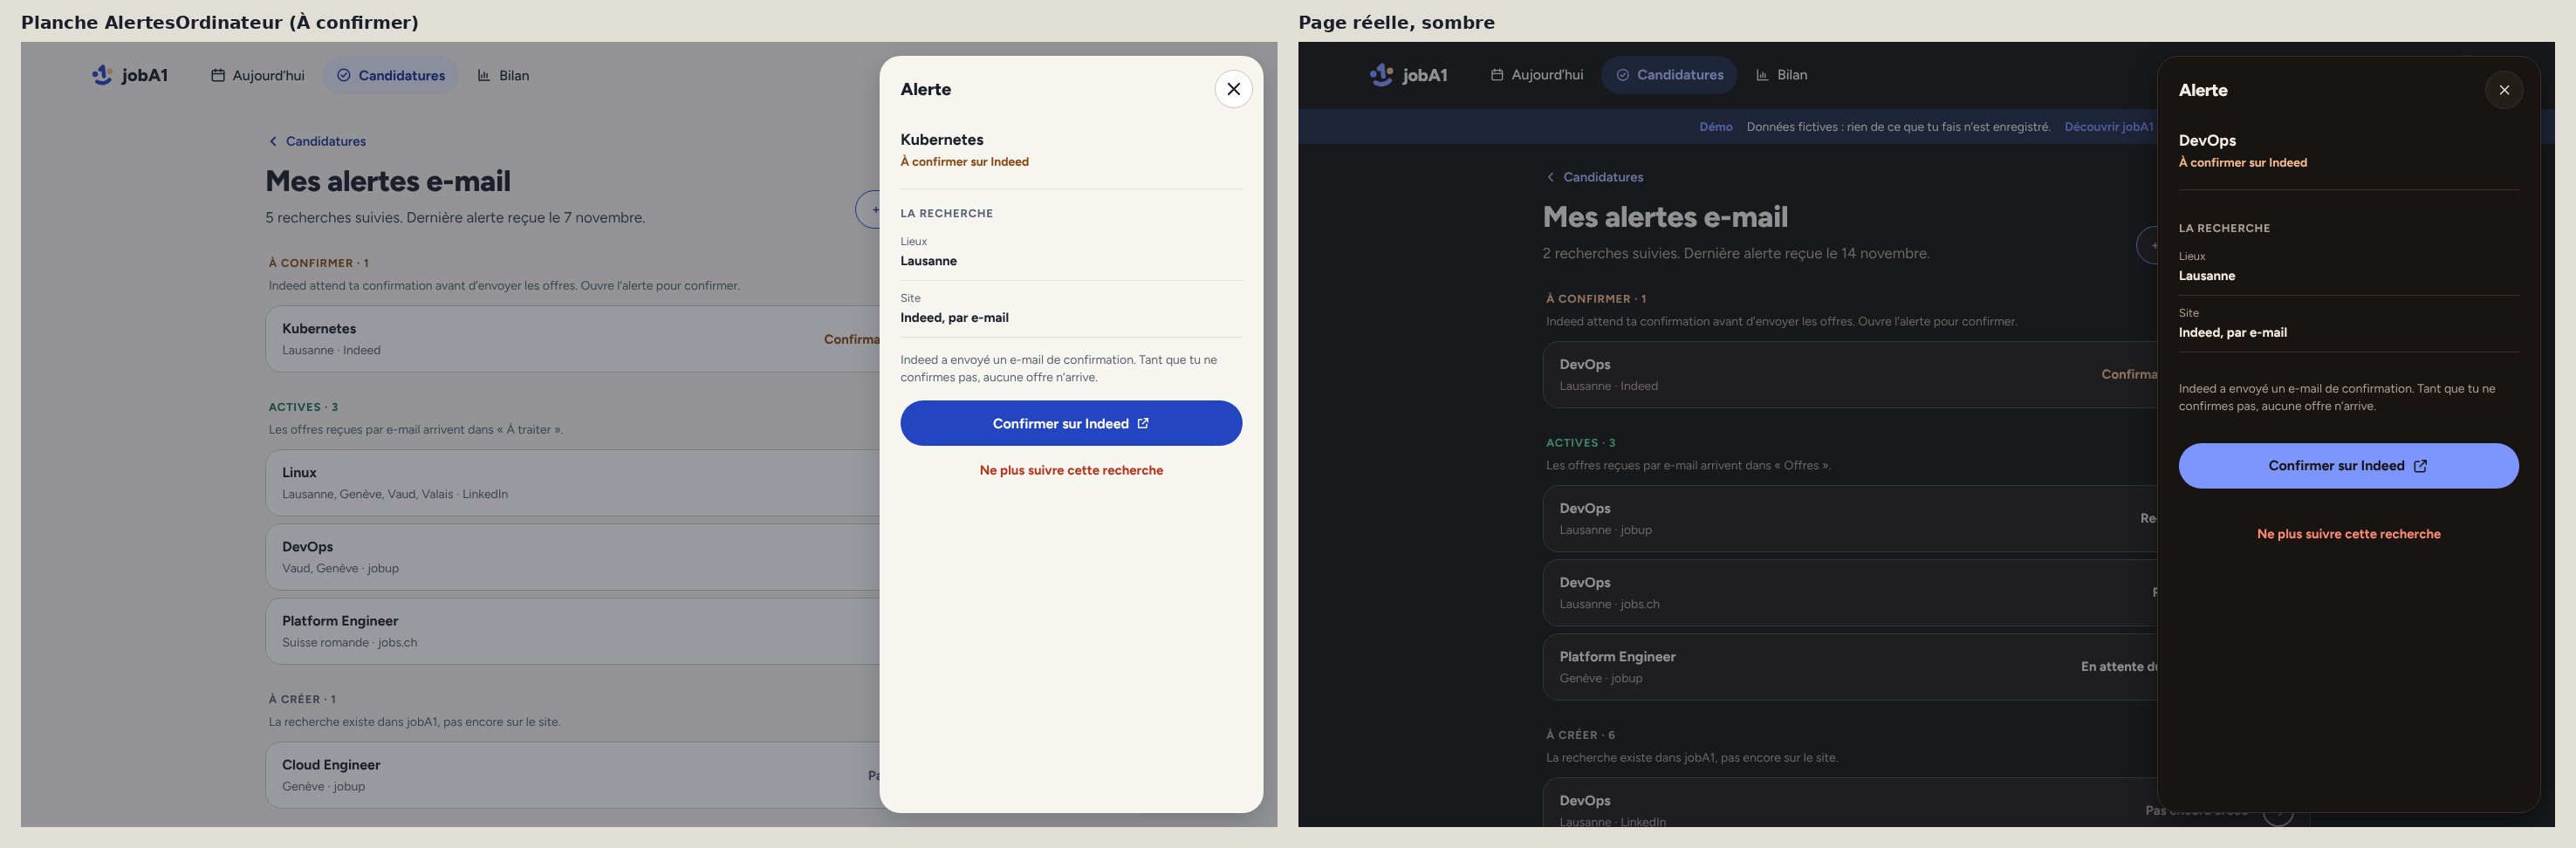 Planche AlertesOrdinateur (À confirmer)
jobA1
Aujourd'hui
Candidatures
Bilan
Candidatures
Mes alertes e-mail
5 recherches suivies. Dernière alerte reçue le 7 novembre.
+
À CONFIRMER · 1
Indeed attend ta confirmation avant d'envoyer les offres. Ouvre l'alerte pour confirmer.
Kubernetes
Lausanne · Indeed
Confirma
ACTIVES · 3
Les offres reçues par e-mail arrivent dans « À traiter ».
Linux
Lausanne, Genève, Vaud, Valais · LinkedIn
DevOps
Vaud, Genève · jobup
Platform Engineer
Suisse romande · jobs.ch
À CRÉER · 1
La recherche existe dans jobA1, pas encore sur le site.
Cloud Engineer
Genève · jobup
Pa
Alerte
Kubernetes
À confirmer sur Indeed
LA RECHERCHE
Lieux
Lausanne
Site
Indeed, par e-mail
Indeed a envoyé un e-mail de confirmation. Tant que tu ne
confirmes pas, aucune offre n'arrive.
Confirmer sur Indeed
Ne plus suivre cette recherche
Page réelle, sombre
jobA1
Aujourd'hui
Candidatures
Bilan
Démo Données fictives : rien de ce que tu fais n'est enregistré. Découvrir jobA1
Candidatures
Mes alertes e-mail
2 recherches suivies. Dernière alerte reçue le 14 novembre.
+
À CONFIRMER · 1
Indeed attend ta confirmation avant d'envoyer les offres. Ouvre l'alerte pour confirmer.
DevOps
Lausanne · Indeed
Confirma
ACTIVES · 3
Les offres reçues par e-mail arrivent dans « Offres ».
DevOps
Lausanne · jobup
Re
DevOps
Lausanne · jobs.ch
Platform Engineer
Genève · jobup
En attente d
À CRÉER · 6
La recherche existe dans jobA1, pas encore sur le site.
DevOps
Lausanne · LinkedIn
Alerte
DevOps
À confirmer sur Indeed
LA RECHERCHE
Lieux
Lausanne
Site
Indeed, par e-mail
Indeed a envoyé un e-mail de confirmation. Tant que tu ne
confirmes pas, aucune offre n'arrive.
Confirmer sur Indeed
Ne plus suivre cette recherche